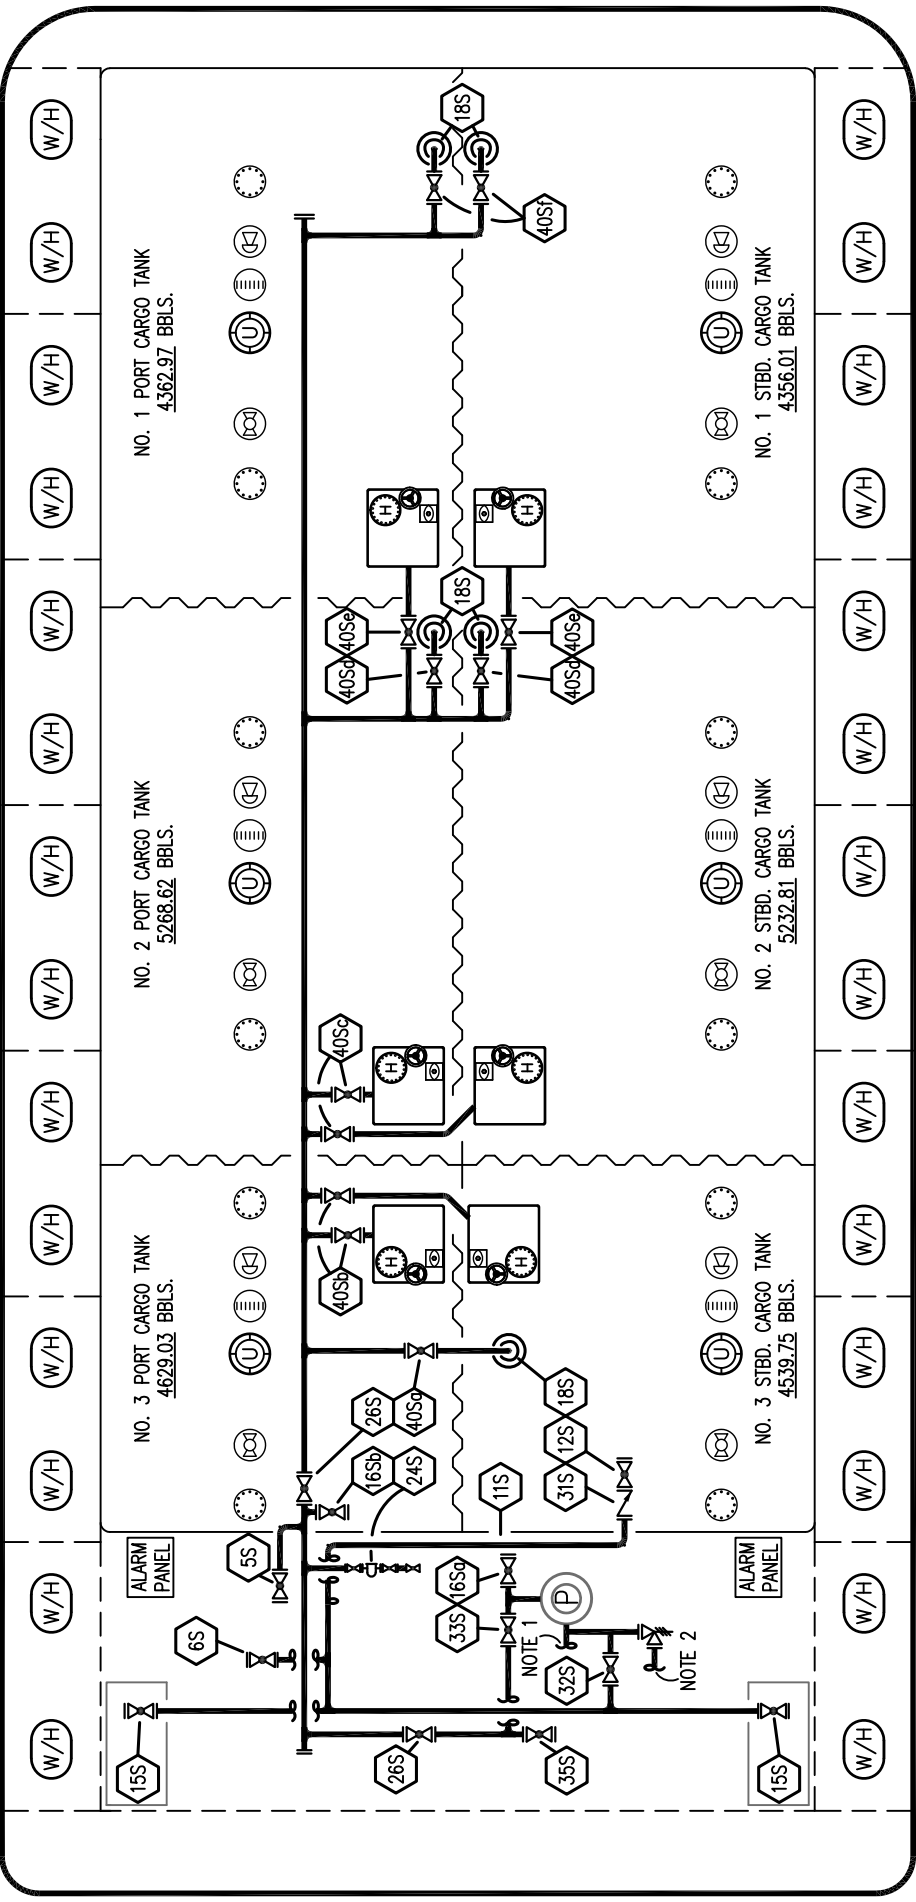 W/H
W/H
W/H
W/H
W/H
W/H
W/H
W/H
W/H
W/H
W/H
W/H
W/H
W/H
NO. 1 PORT CARGO TANK
4362.97 BBLS.
U
18S
40Sf
H
H
NO. 1 STBD. CARGO TANK
4356.01 BBLS.
U
18S
40Sd
40Se
40Sd
40Se
NO. 2 PORT CARGO TANK
5268.62 BBLS.
U
NO. 2 STBD. CARGO TANK
5232.81 BBLS.
U
40Sc
H
H
NO. 3 PORT CARGO TANK
4629.03 BBLS.
U
40Sb
H
H
NO. 3 STBD. CARGO TANK
4539.75 BBLS.
U
26S
40Sa
16Sb
24S
11S
18S
12S
31S
ALARM
PANEL
5S
6S
15S
33S
16Sa
P
NOTE 1
32S
NOTE 2
26S
35S
ALARM
PANEL
15S
W/H
W/H
W/H
W/H
W/H
W/H
W/H
W/H
W/H
W/H
W/H
W/H
W/H
W/H